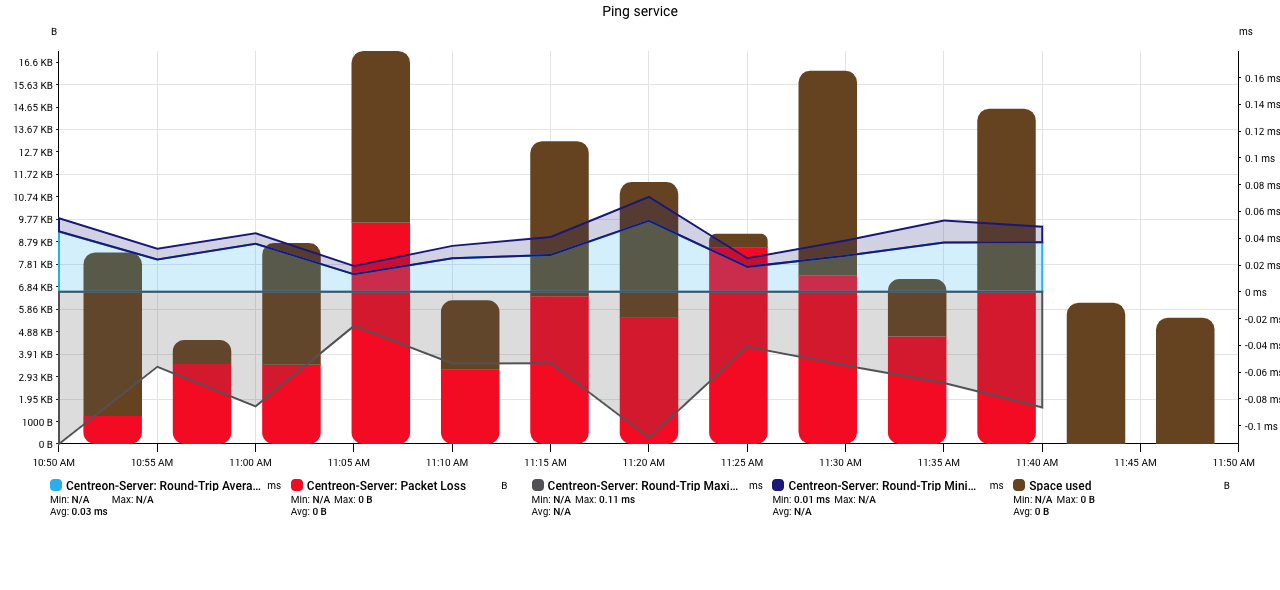 Ping service
B
ms
16.6 KB
15.63 KB
14.65 KB
13.67 KB
12.7 KB
11.72 KB
10.74 KB
9.77 KB
8.79 KB
7.81 KB
6.84 KB
5.86 KB
4.88 KB
3.91 KB
2.93 KB
1.95 KB
1000 B
0 B
0.16 ms
0.14 ms
0.12 ms
0.1 ms
0.08 ms
0.06 ms
0.04 ms
0.02 ms
0 ms
-0.02 ms
-0.04 ms
-0.06 ms
-0.08 ms
-0.1 ms
10:50 AM 10:55 AM 11:00 AM 11:05 AM 11:10 AM 11:15 AM 11:20 AM 11:25 AM 11:30 AM 11:35 AM 11:40 AM 11:45 AM 11:50 AM
Centreon-Server: Round-Trip Avera... ms
Min: N/A Max: N/A
Avg: 0.03 ms
Centreon-Server: Packet Loss B
Min: N/A Max: 0 B
Avg: 0 B
Centreon-Server: Round-Trip Maxi... ms
Min: N/A Max: 0.11 ms
Avg: N/A
Centreon-Server: Round-Trip Mini... ms
Min: 0.01 ms Max: N/A
Avg: N/A
Space used B
Min: N/A Max: 0 B
Avg: 0 B